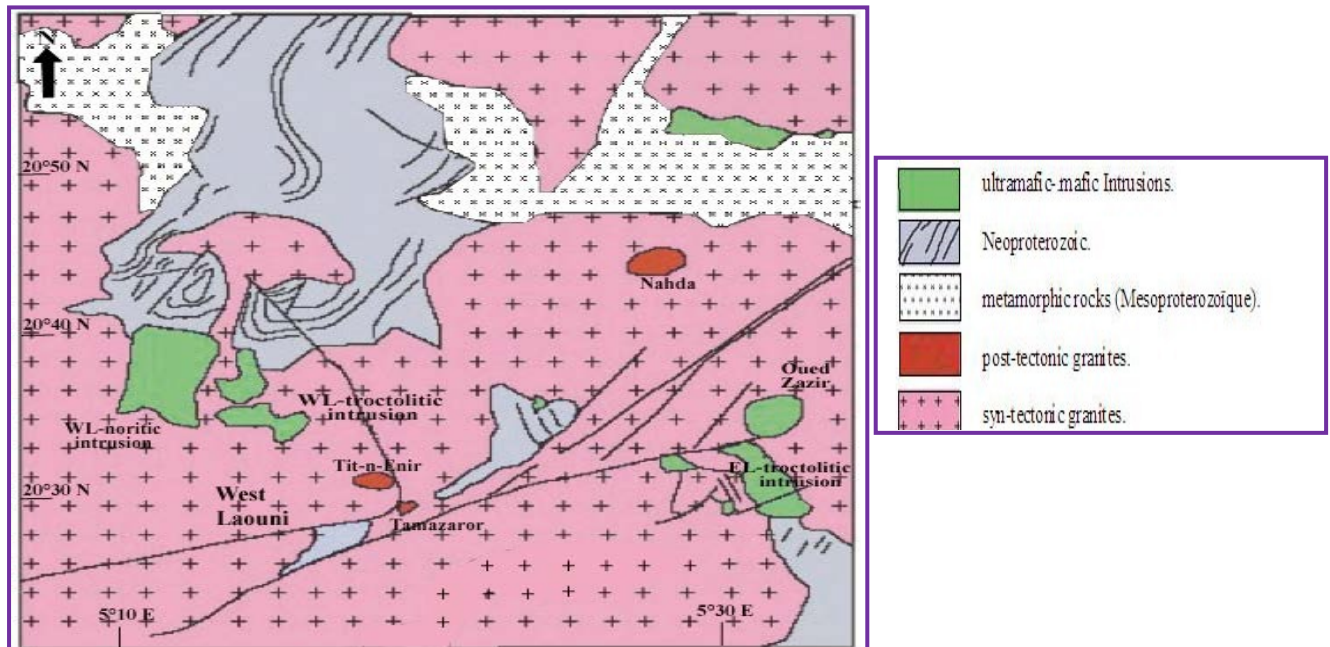 N
20°50 N
Nahda
20°40 N
Oued
Zazir
WL-troctolitic
intrusion
WL-noritic
intrusion
Tit-n-Enir
EL-troctolitic
intrusion
20°30 N
West
Laouni
Tamazaror
5°10 E
5°30 E
ultramafic-mafic Intrusions.
Neoproterozoic.
metamorphic rocks (Mesoproterozoïque).
post-tectonic granites.
syn-tectonic granites.